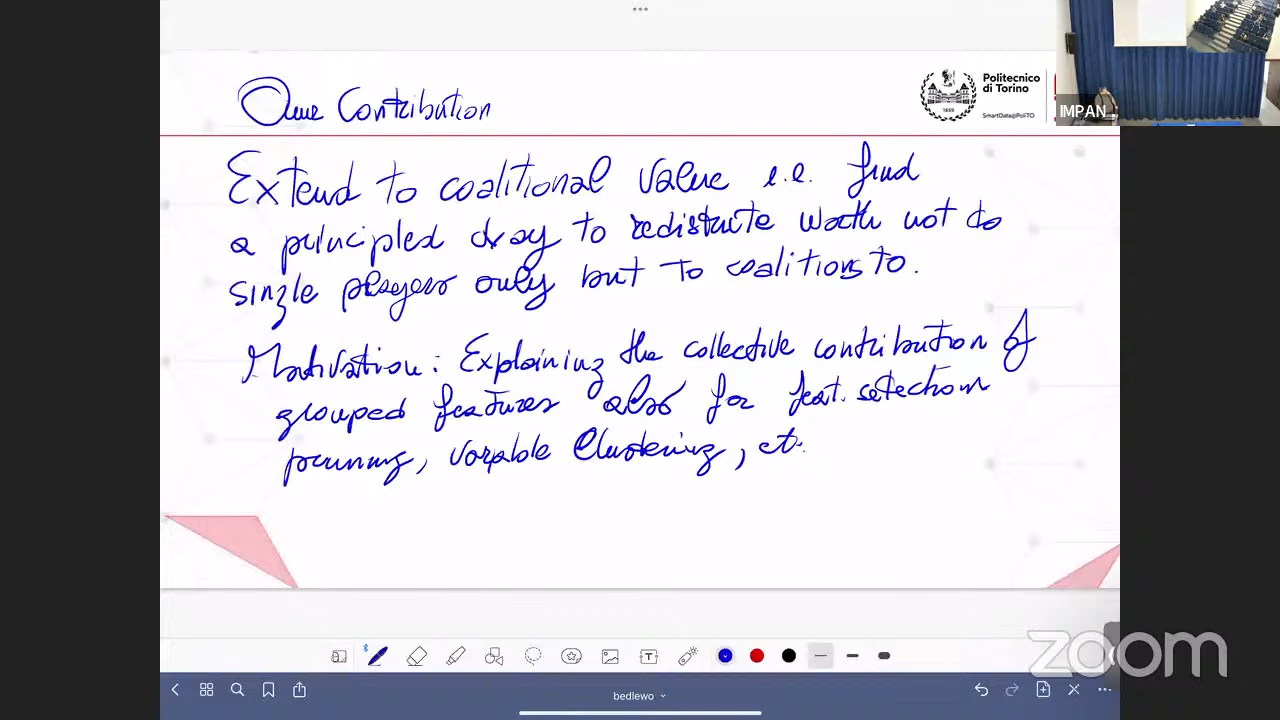 Our Contribution
Politecnico
di Torino
1859
SmartData@PoliTO
IMPAN
Extend to coalitional value i.e. find
a principled way to redistribute worth not to
single players only but to coalitions to.
Motivation: Explaining the collective contribution of
grouped features also for feat. selection
pruning, variable Clustering, etc.
zoom
bedlewo